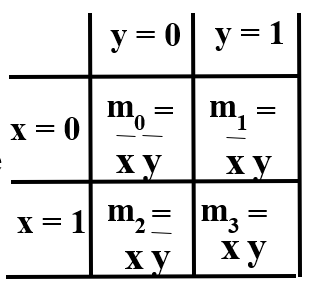 y = 0 y = 1
x = 0 m₀ = m₁ =
x̅ y̅ x̅ y
x = 1 m₂ = m₃ =
x y̅ x y